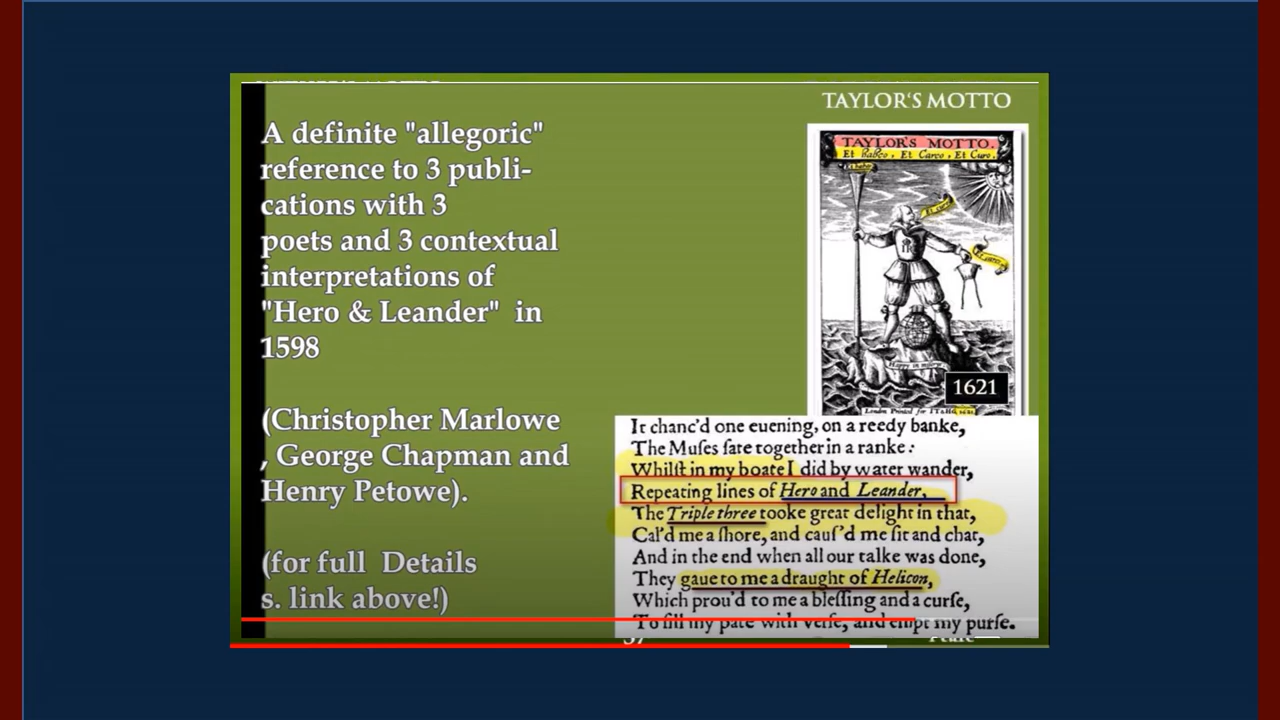 A definite "allegoric"
reference to 3 publi-
cations with 3
poets and 3 contextual
interpretations of
"Hero & Leander" in
1598
(Christopher Marlowe
, George Chapman and
Henry Petowe).
(for full Details
s. link above!)
TAYLOR'S MOTTO
TAYLOR'S MOTTO.
Et habeo, Et Careo, Et Curo.
Et curo
1621
It chanc'd one euening, on a reedy banke,
The Muſes ſate together in a ranke:
Whilſt in my boate I did by water wander,
Repeating lines of Hero and Leander,
The Triple three tooke great delight in that,
Cal'd me a ſhore, and cauſ'd me ſit and chat,
And in the end when all our talke was done,
They gaue to me a draught of Helicon,
Which prou'd to me a bleſſing and a curſe,
To fill my pate with verſe, and empt my purſe.